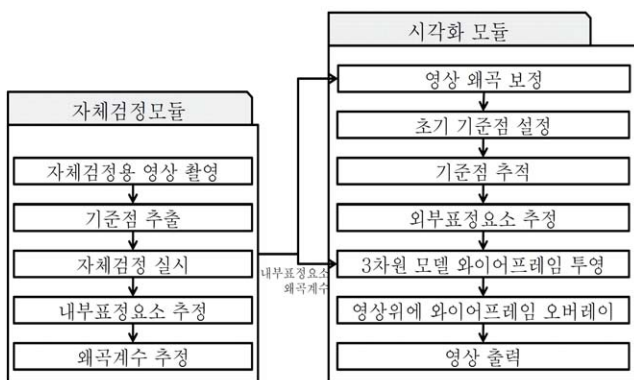 자체검정모듈
자체검정용 영상 촬영
기준점 추출
자체검정 실시
내부표정요소 추정
왜곡계수 추정
내부표정요소
왜곡계수
시각화 모듈
영상 왜곡 보정
초기 기준점 설정
기준점 추적
외부표정요소 추정
3차원 모델 와이어프레임 투영
영상위에 와이어프레임 오버레이
영상 출력